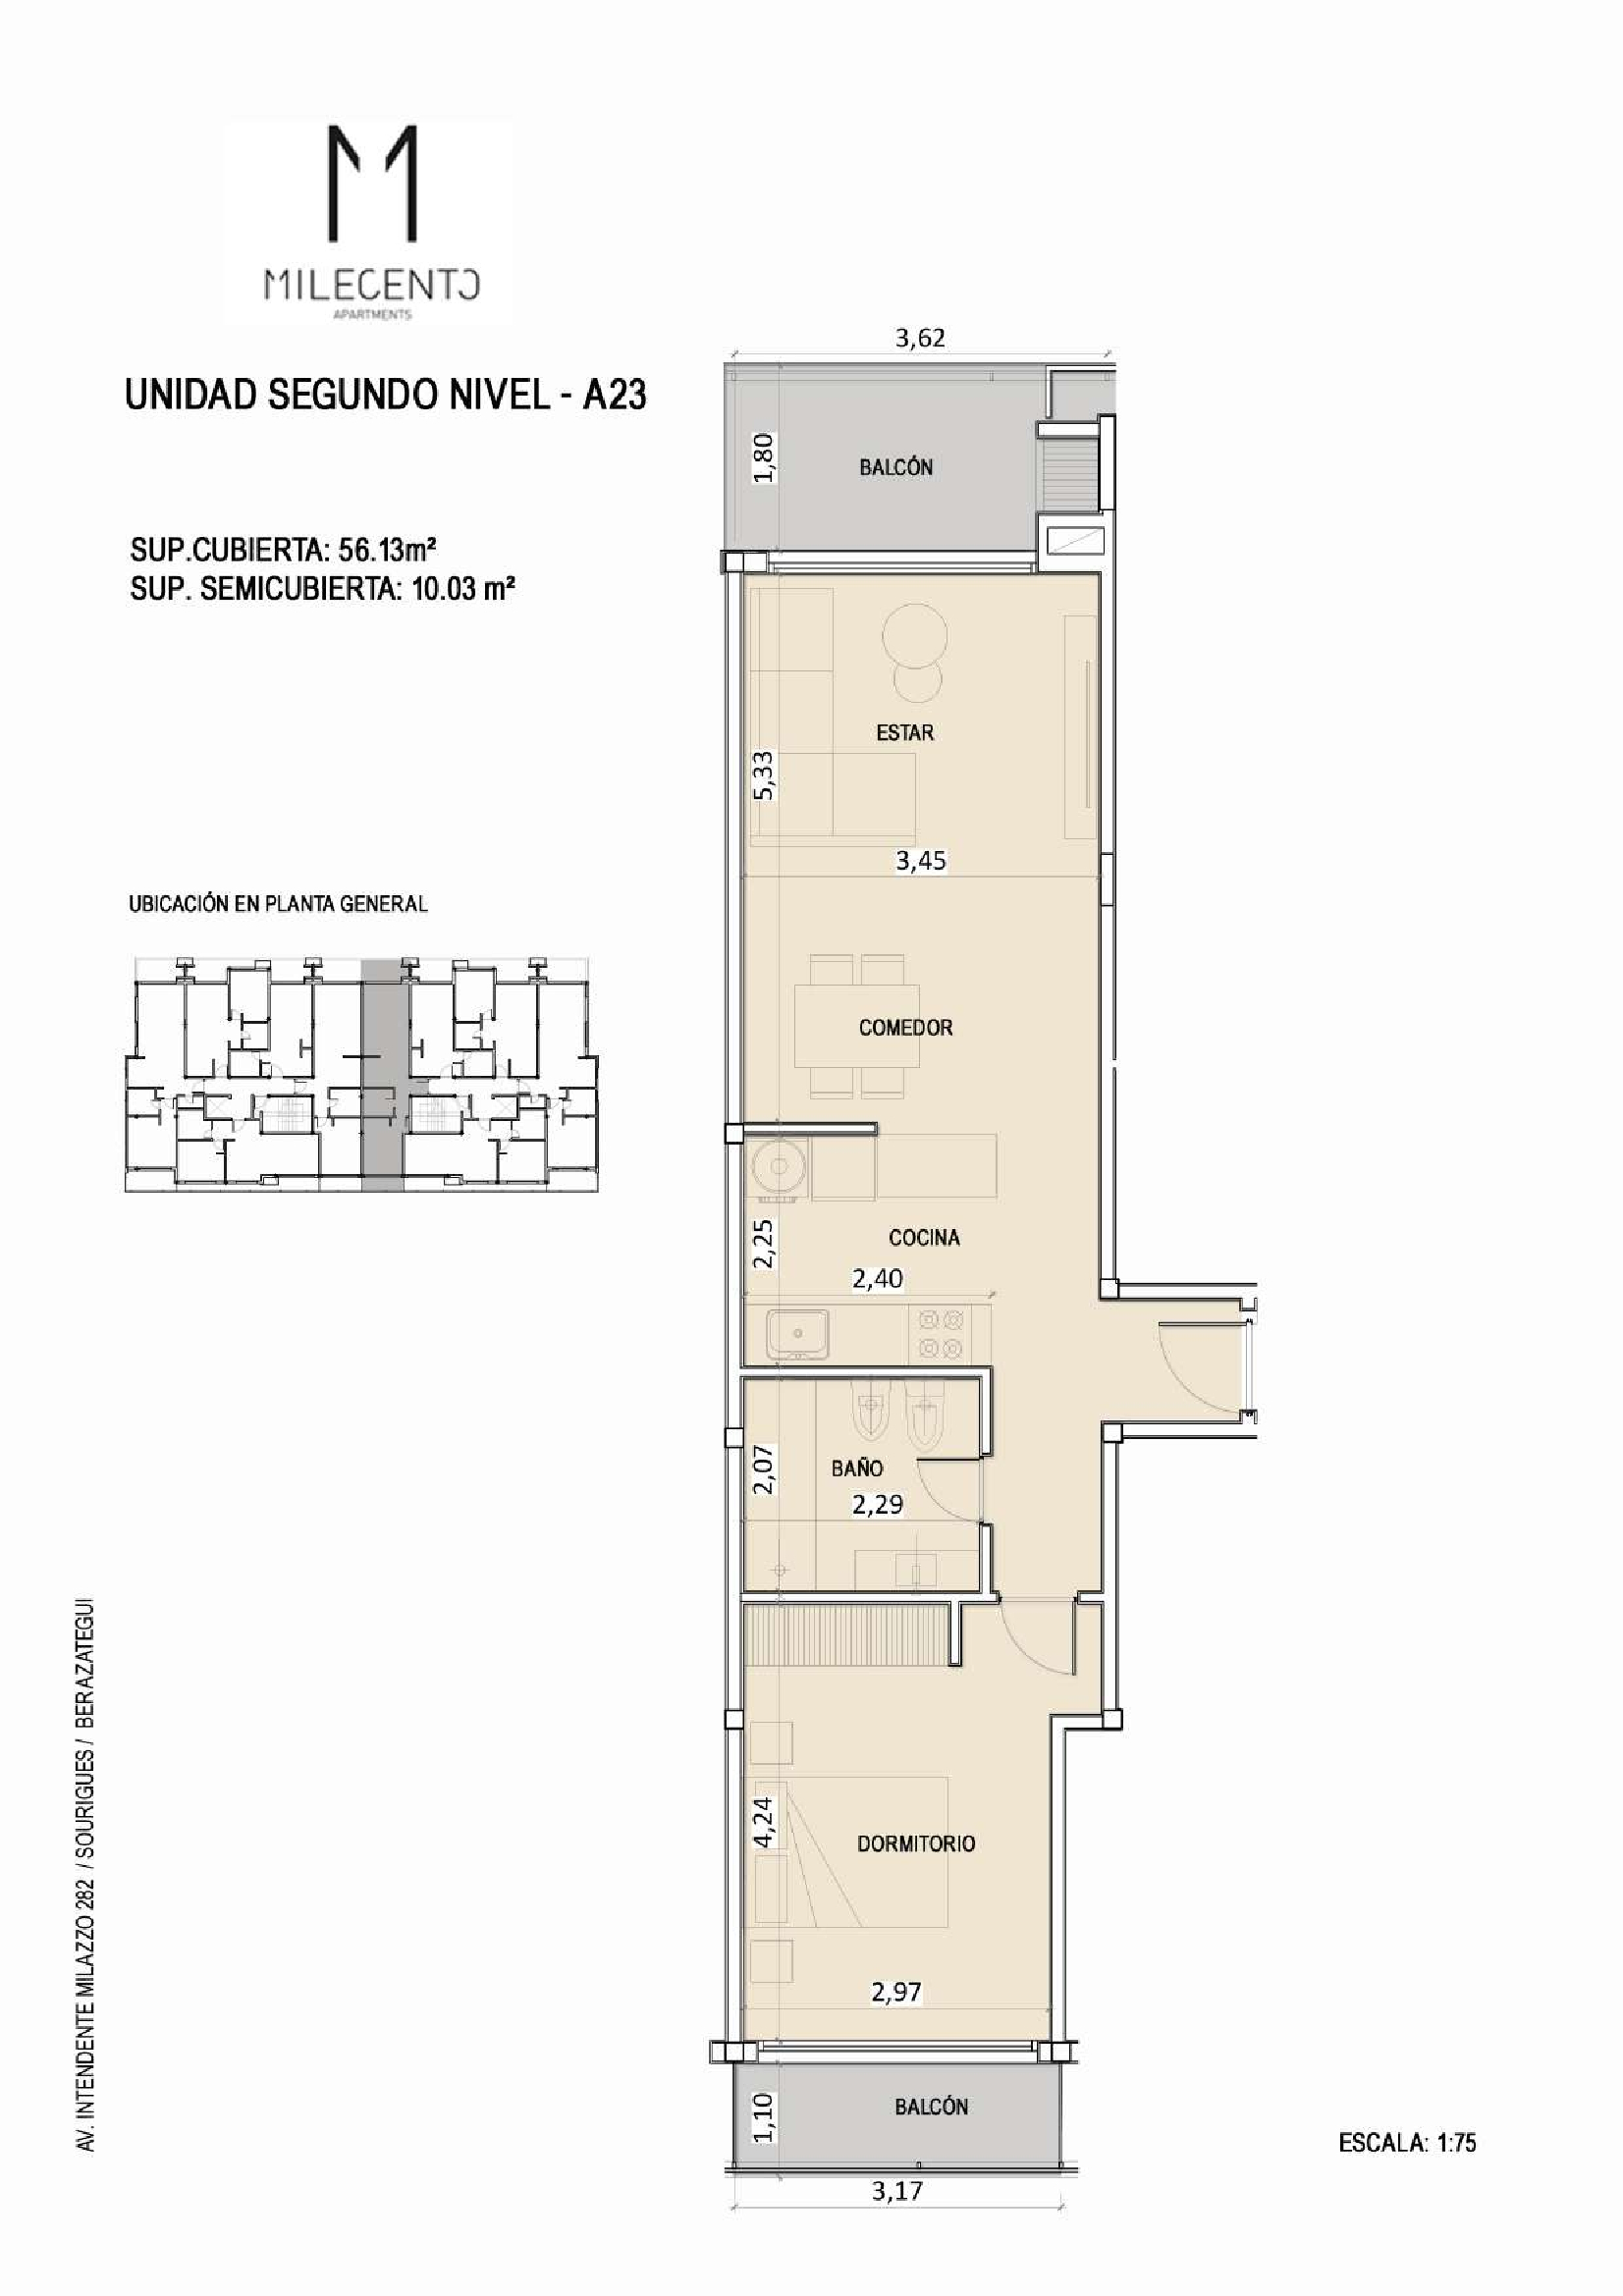 MILECENTO
APARTMENTS
UNIDAD SEGUNDO NIVEL - A23
SUP.CUBIERTA: 56.13m²
SUP. SEMICUBIERTA: 10.03 m²
UBICACIÓN EN PLANTA GENERAL
3,62
1,80
BALCÓN
ESTAR
5,33
3,45
COMEDOR
2,25
COCINA
2,40
2,07
BAÑO
2,29
4,24
DORMITORIO
2,97
1,10
BALCÓN
3,17
AV. INTENDENTE MILAZZO 282 / SOURIGUES / BERAZATEGUI
ESCALA: 1:75